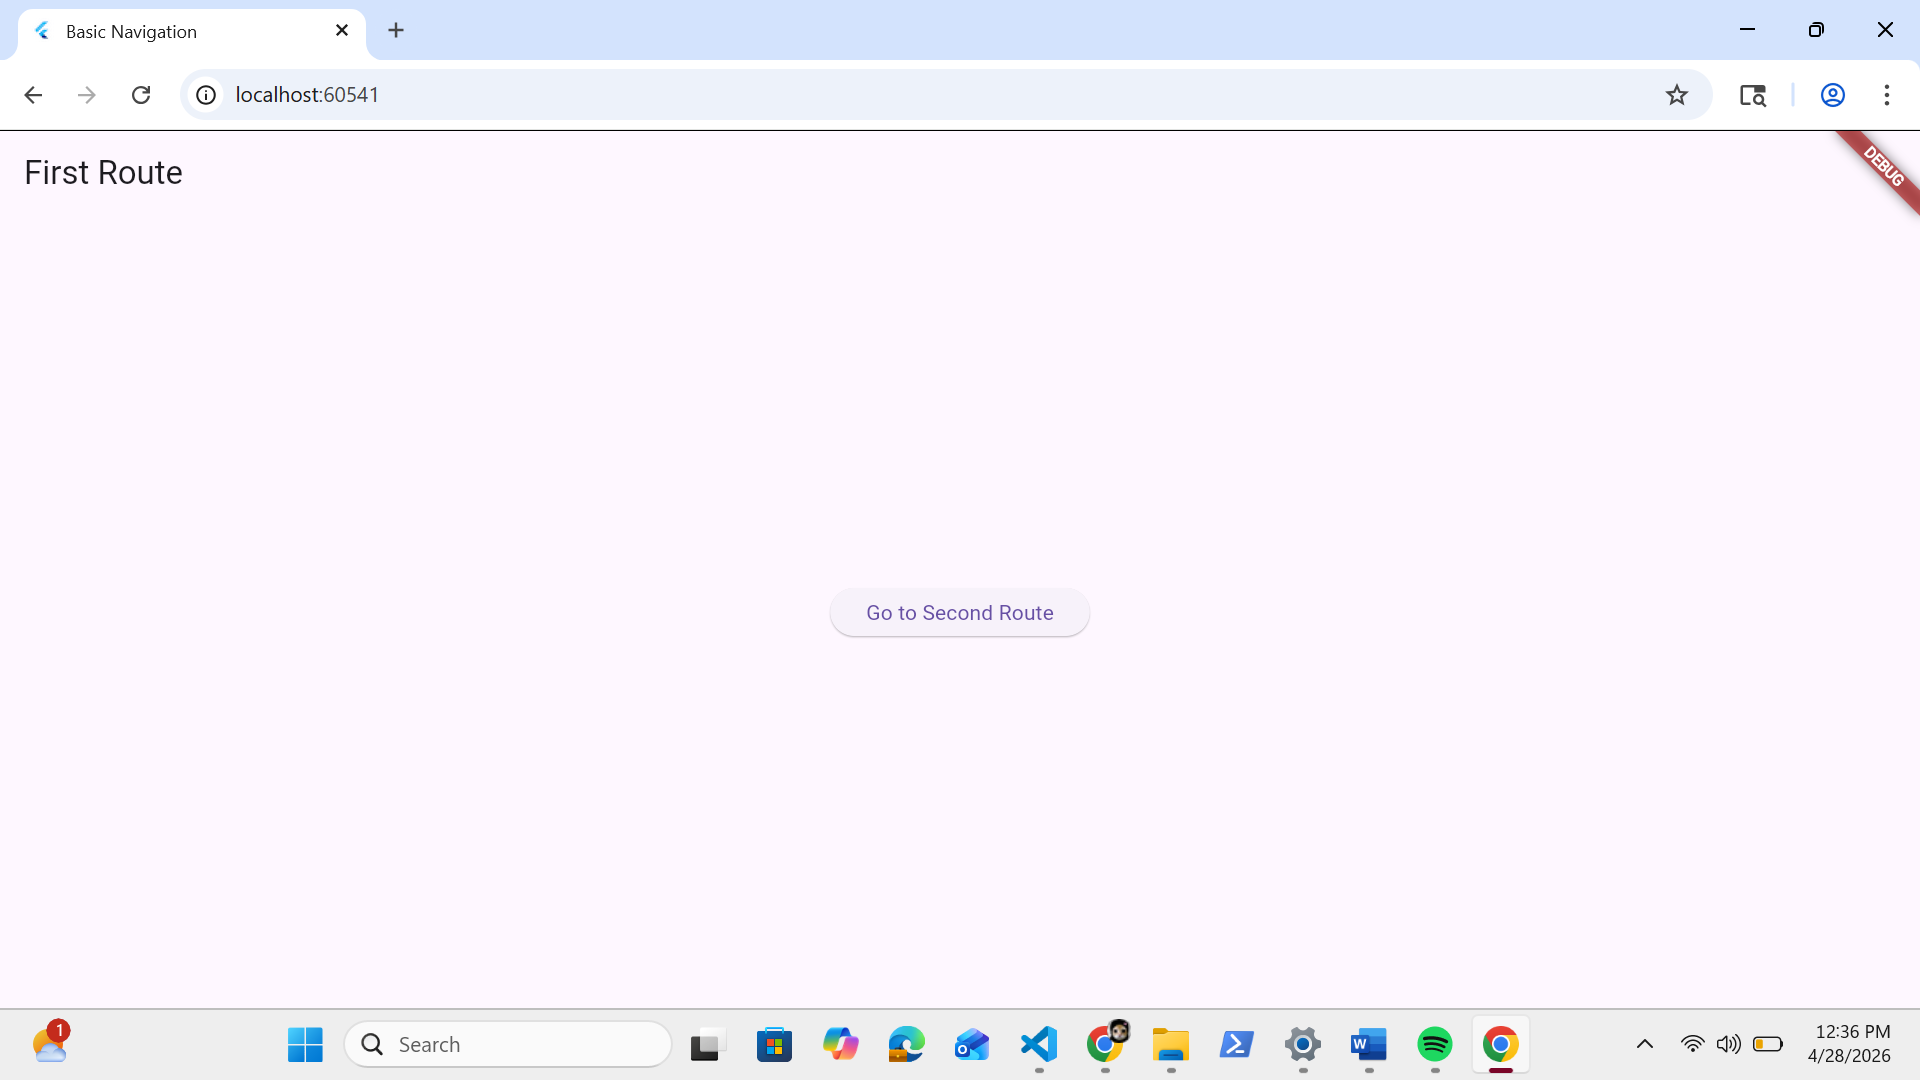 Basic Navigation
localhost:60541
First Route
DEBUG
Go to Second Route
1
Search
W
12:36 PM
4/28/2026